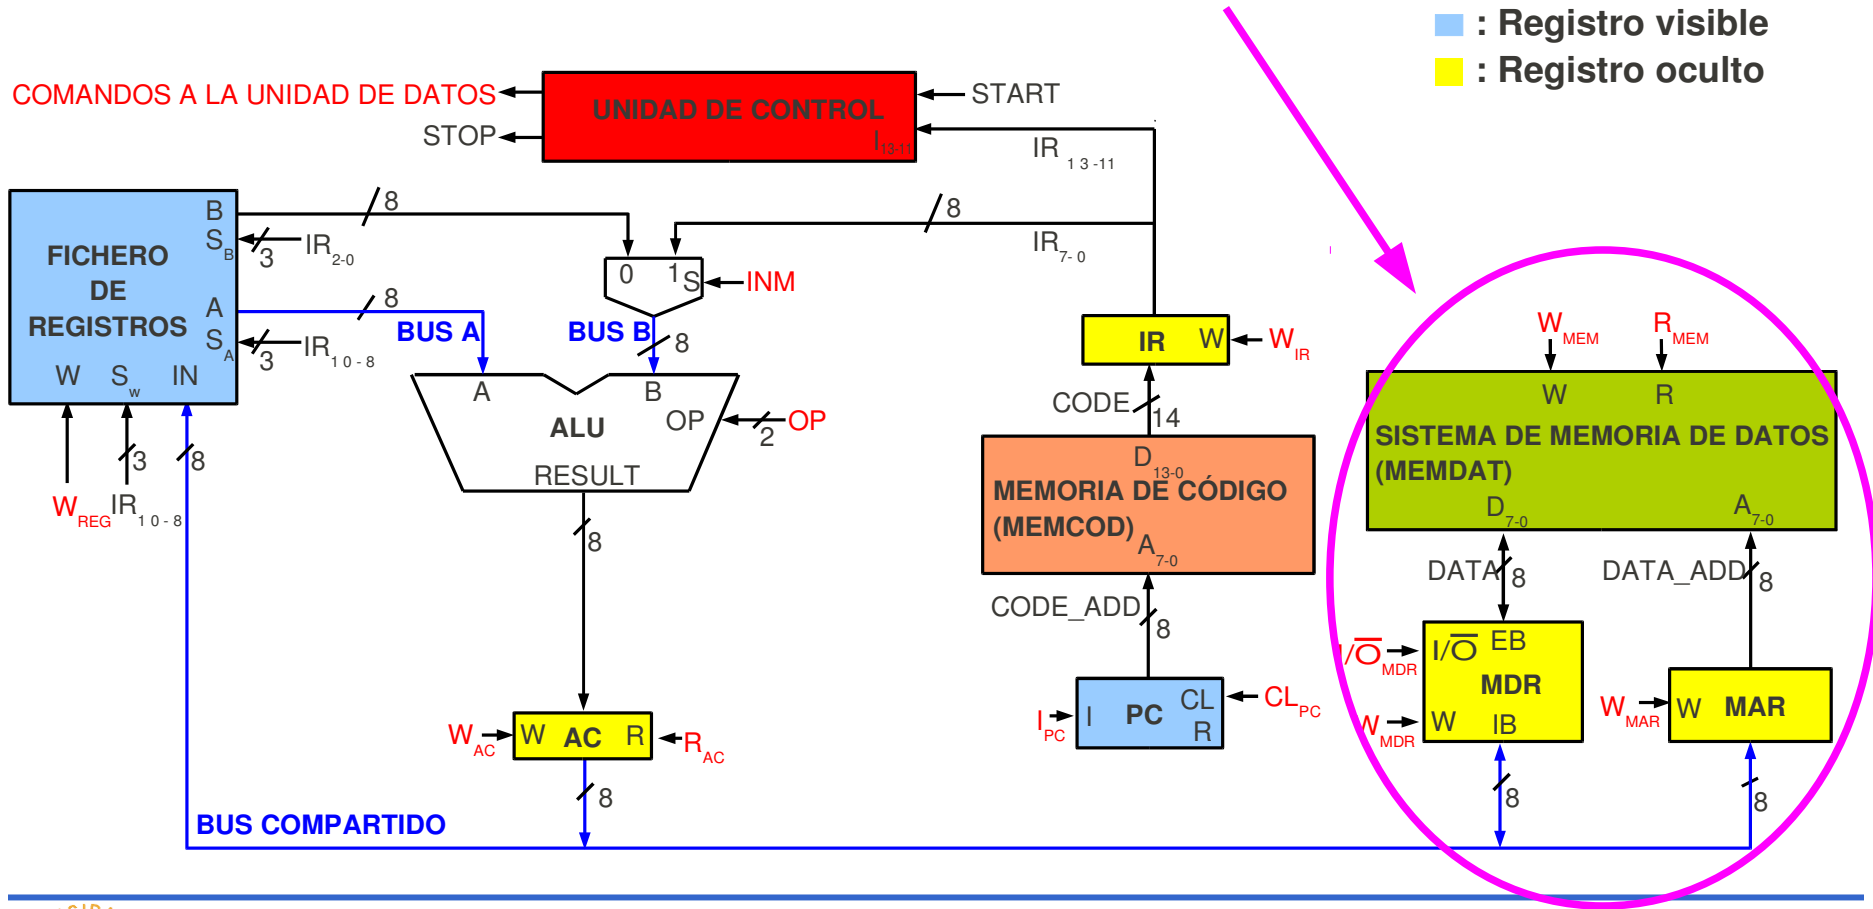 : Registro visible
: Registro oculto
COMANDOS A LA UNIDAD DE DATOS
UNIDAD DE CONTROL
START
STOP
I13-11
IR 13-11
B
8
8
SB
3
IR2-0
IR7-0
FICHERO
DE
REGISTROS
0
1
S
INM
A
8
BUS A
BUS B
8
SA
3
IR10-8
W
Sw
IN
IR
W
WIR
WMEM
RMEM
A
B
ALU
OP
2
OP
RESULT
CODE
14
W
R
SISTEMA DE MEMORIA DE DATOS
(MEMDAT)
D7-0
A7-0
3
8
WREG
IR10-8
8
D13-0
MEMORIA DE CÓDIGO
(MEMCOD)
A7-0
DATA
8
DATA_ADD
8
CODE_ADD
8
I/O̅MDR
I/O̅
EB
MDR
WMDR
W
IB
WMAR
W
MAR
IPC
I
PC
CL
R
CLPC
WAC
W
AC
R
RAC
8
8
8
BUS COMPARTIDO